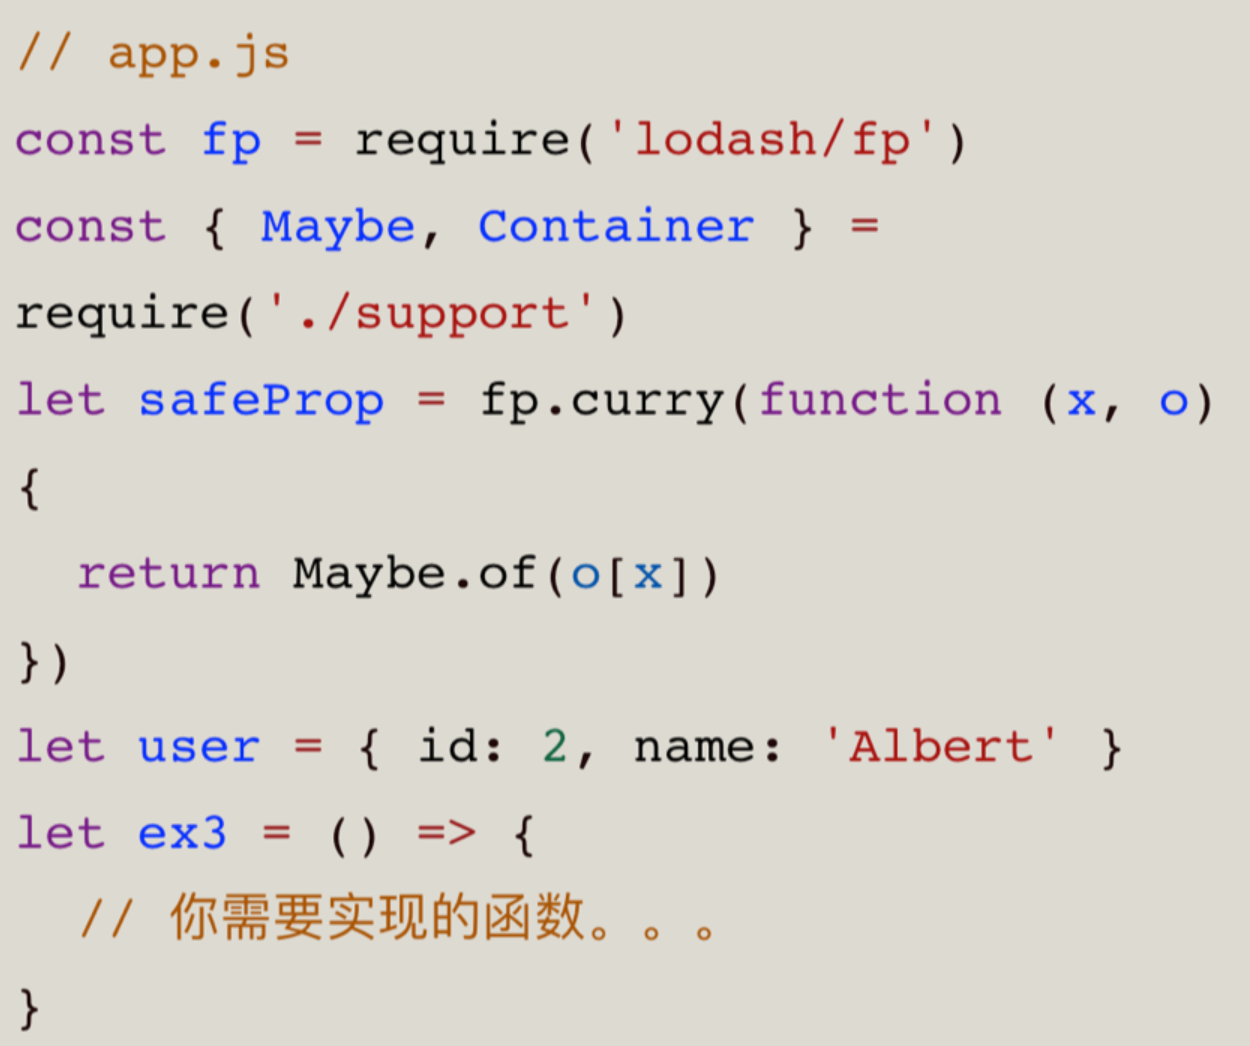 // app.js
const fp = require('lodash/fp')
const { Maybe, Container } =
require('./support')
let safeProp = fp.curry(function (x, o)
{
  return Maybe.of(o[x])
})
let user = { id: 2, name: 'Albert' }
let ex3 = () => {
  // 你需要实现的函数。。。
}